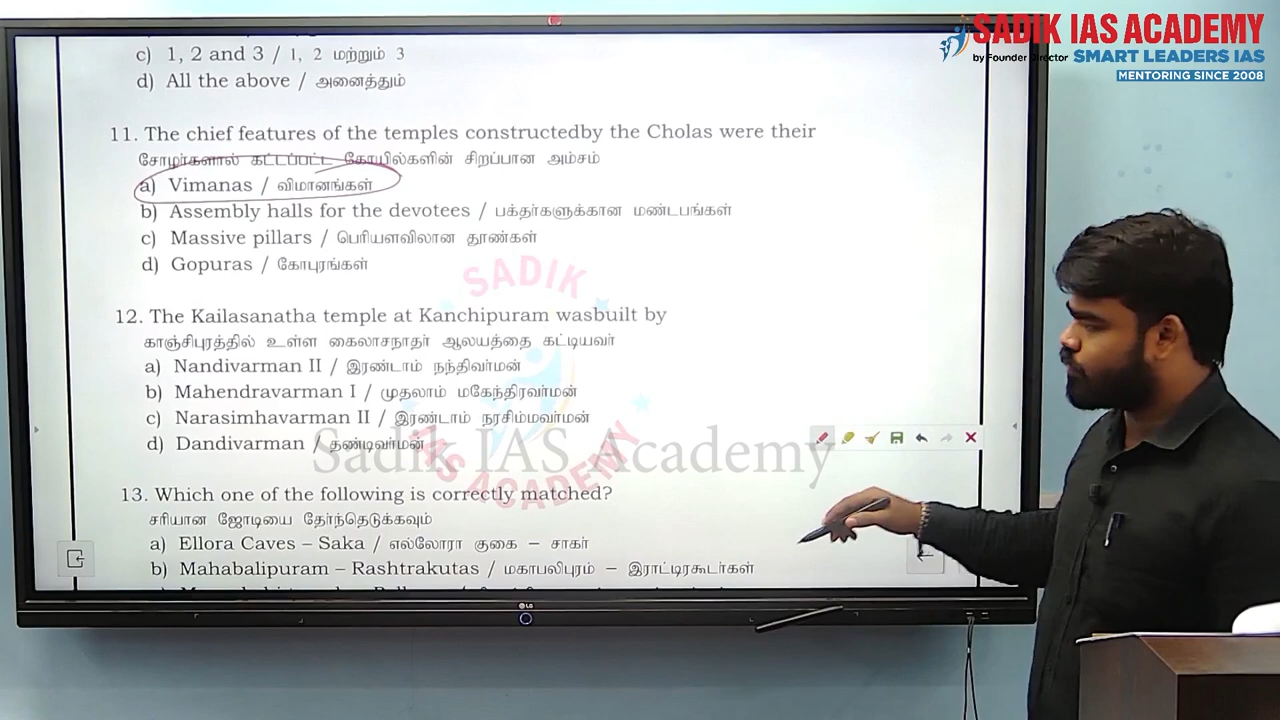 SADIK IAS ACADEMY
by Founder Director SMART LEADERS IAS
MENTORING SINCE 2008
c) 1, 2 and 3 / 1, 2 மற்றும் 3
d) All the above / அனைத்தும்
11. The chief features of the temples constructedby the Cholas were their
சோழர்களால் கட்டப்பட்ட கோயில்களின் சிறப்பான அம்சம்
a) Vimanas / விமானங்கள்
b) Assembly halls for the devotees / பக்தர்களுக்கான மண்டபங்கள்
c) Massive pillars / பெரியளவிலான தூண்கள்
d) Gopuras / கோபுரங்கள்
SADIK
12. The Kailasanatha temple at Kanchipuram wasbuilt by
காஞ்சிபுரத்தில் உள்ள கைலாசநாதர் ஆலயத்தை கட்டியவர்
a) Nandivarman II / இரண்டாம் நந்திவர்மன்
b) Mahendravarman I / முதலாம் மகேந்திரவர்மன்
c) Narasimhavarman II / இரண்டாம் நரசிம்மவர்மன்
d) Dandivarman / தண்டிவர்மன்
Sadik IAS Academy
IAS ACADEMY
13. Which one of the following is correctly matched?
சரியான ஜோடியை தேர்ந்தெடுக்கவும்
a) Ellora Caves – Saka / எல்லோரா குகை – சாகர்
b) Mahabalipuram – Rashtrakutas / மகாபலிபுரம் – இராட்டிரகூடர்கள்
LG